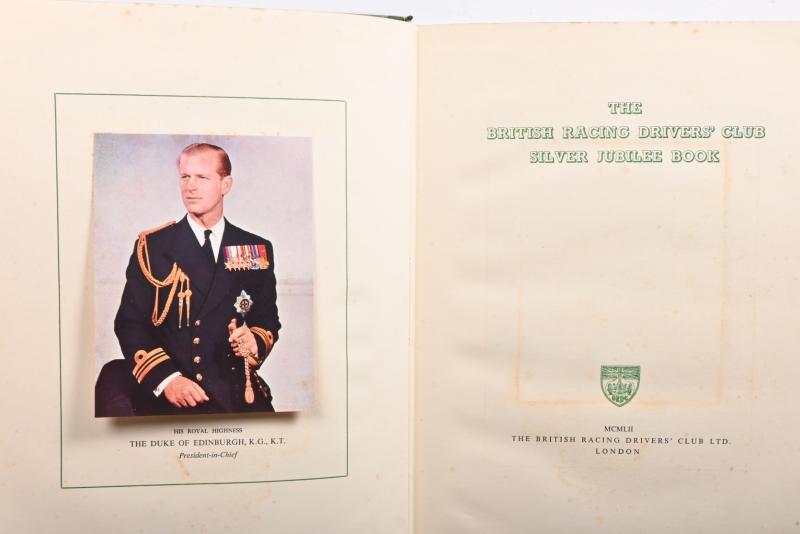 HIS ROYAL HIGHNESS
THE DUKE OF EDINBURGH, K.G., K.T.
President-in-Chief
THE
BRITISH RACING DRIVERS' CLUB
SILVER JUBILEE BOOK
BRDC
MCMLII
THE BRITISH RACING DRIVERS' CLUB LTD.
LONDON